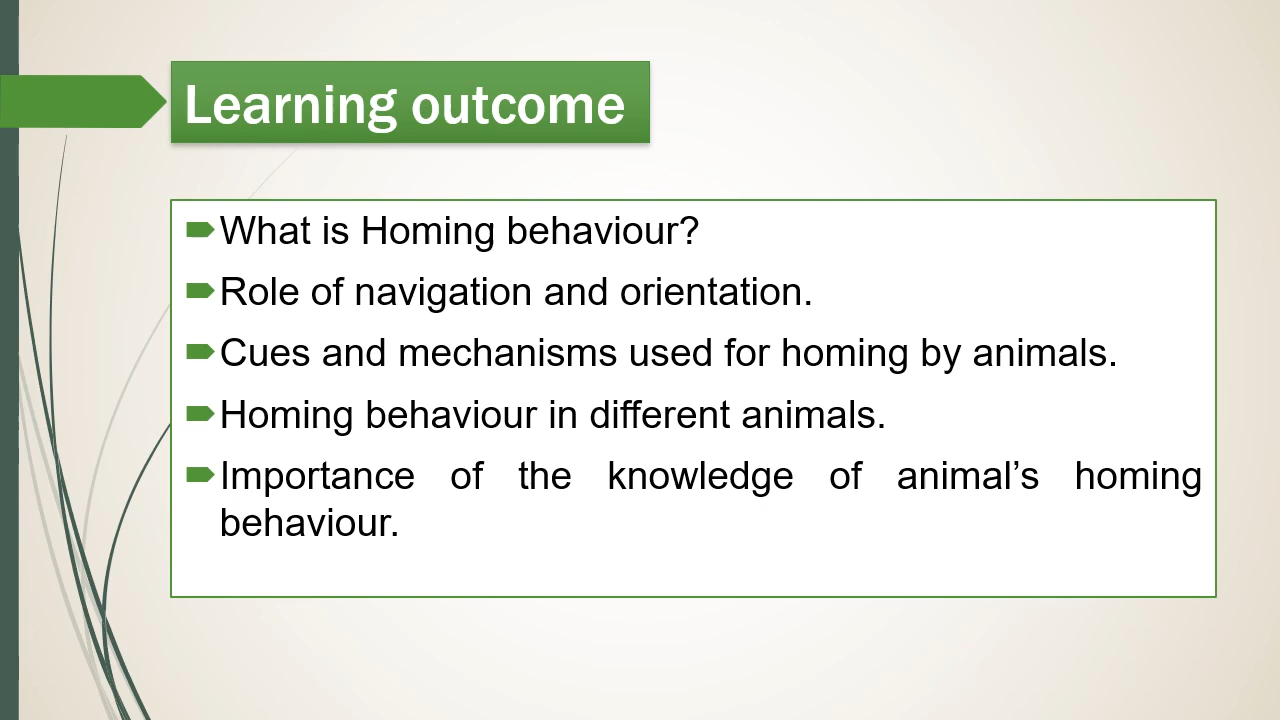 Learning outcome
What is Homing behaviour?
Role of navigation and orientation.
Cues and mechanisms used for homing by animals.
Homing behaviour in different animals.
Importance of the knowledge of animal’s homing
behaviour.